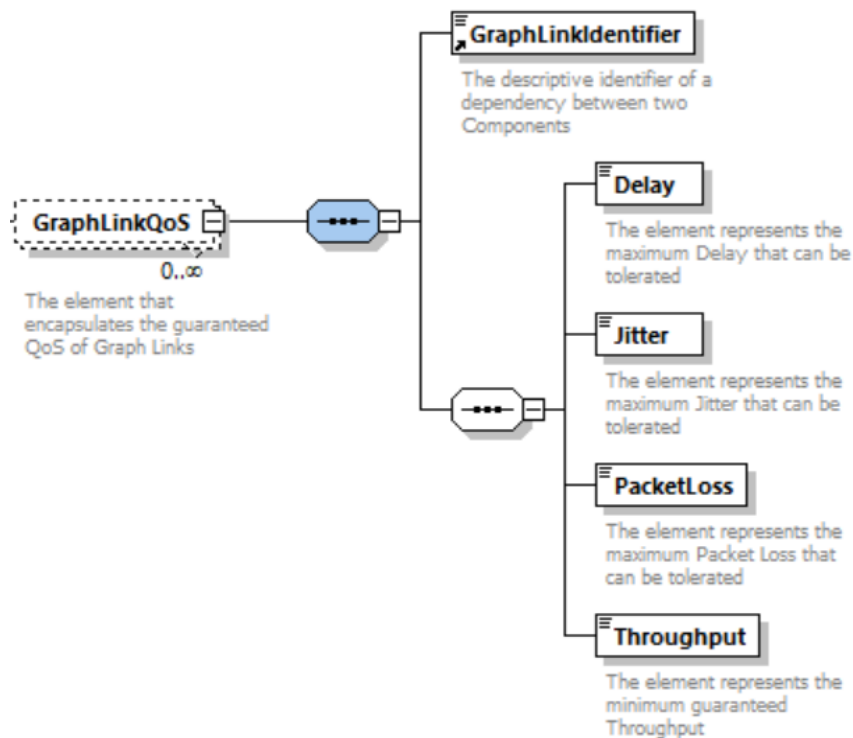 GraphLinkIdentifier
The descriptive identifier of a
dependency between two
Components
GraphLinkQoS
0..∞
The element that
encapsulates the guaranteed
QoS of Graph Links
Delay
The element represents the
maximum Delay that can be
tolerated
Jitter
The element represents the
maximum Jitter that can be
tolerated
PacketLoss
The element represents the
maximum Packet Loss that
can be tolerated
Throughput
The element represents the
minimum guaranteed
Throughput